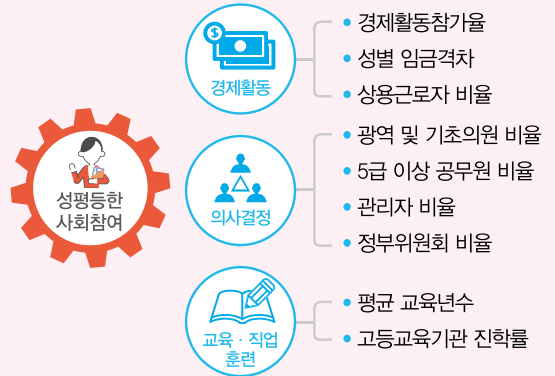 성평등한
사회참여
$
경제활동
• 경제활동참가율
• 성별 임금격차
• 상용근로자 비율
의사결정
• 광역 및 기초의원 비율
• 5급 이상 공무원 비율
• 관리자 비율
• 정부위원회 비율
교육 · 직업
훈련
• 평균 교육년수
• 고등교육기관 진학률